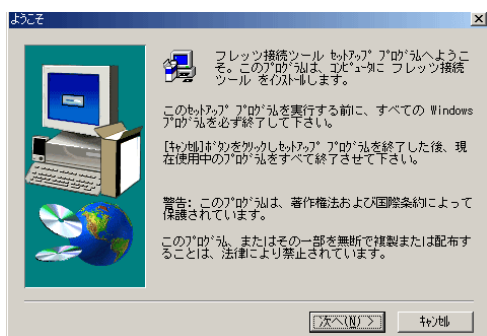 ようこそ
フレッツ接続ツール ｾｯﾄｱｯﾌﾟ ﾌﾟﾛｸﾞﾗﾑへようこ
そ。このﾌﾟﾛｸﾞﾗﾑは、ｺﾝﾋﾟｭｰﾀに フレッツ接続
ツール をｲﾝｽﾄｰﾙします。
このｾｯﾄｱｯﾌﾟ ﾌﾟﾛｸﾞﾗﾑを実行する前に、すべての Windows
ﾌﾟﾛｸﾞﾗﾑを必ず終了して下さい。
[ｷｬﾝｾﾙ]ﾎﾞﾀﾝをｸﾘｯｸしｾｯﾄｱｯﾌﾟ ﾌﾟﾛｸﾞﾗﾑを終了した後、現
在使用中のﾌﾟﾛｸﾞﾗﾑをすべて終了させて下さい。
警告: このﾌﾟﾛｸﾞﾗﾑは、著作権法および国際条約によって
保護されています。
このﾌﾟﾛｸﾞﾗﾑ、またはその一部を無断で複製または配布す
ることは、法律により禁止されています。
次へ(N) >
ｷｬﾝｾﾙ